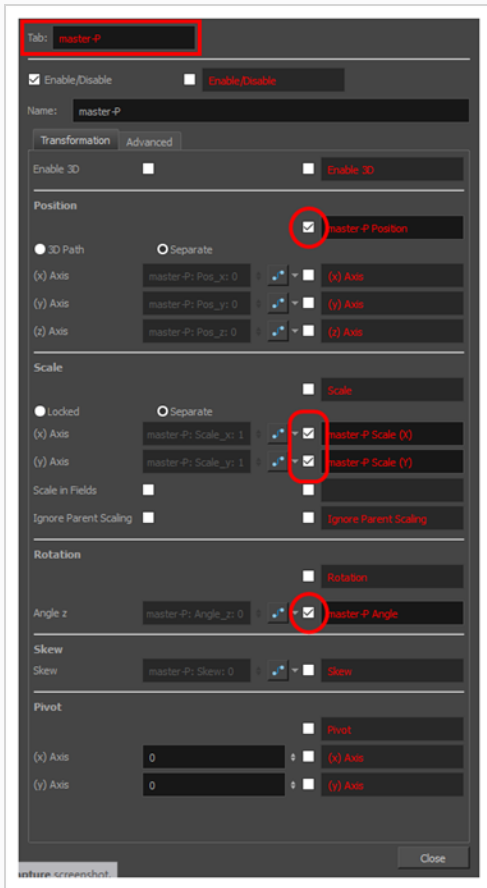 Tab: master-P
Enable/Disable Enable/Disable
Name: master-P
Transformation Advanced
Enable 3D Enable 3D
Position
master-P Position
3D Path Separate
(x) Axis master-P: Pos_x: 0 (x) Axis
(y) Axis master-P: Pos_y: 0 (y) Axis
(z) Axis master-P: Pos_z: 0 (z) Axis
Scale
Scale
Locked Separate
(x) Axis master-P: Scale_x: 1 master-P Scale (X)
(y) Axis master-P: Scale_y: 1 master-P Scale (Y)
Scale in Fields
Ignore Parent Scaling Ignore Parent Scaling
Rotation
Rotation
Angle z master-P: Angle_z: 0 master-P Angle
Skew
Skew master-P: Skew: 0 Skew
Pivot
Pivot
(x) Axis 0 (x) Axis
(y) Axis 0 (y) Axis
Close
screenshot.